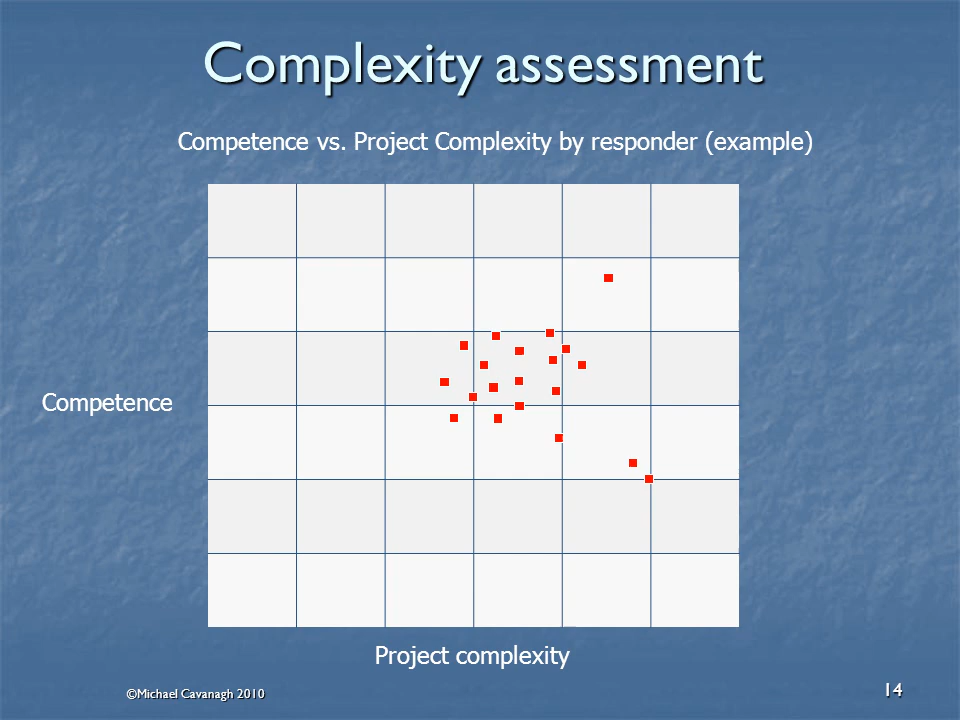 Complexity assessment
Competence vs. Project Complexity by responder (example)
Competence
Project complexity
©Michael Cavanagh 2010
14